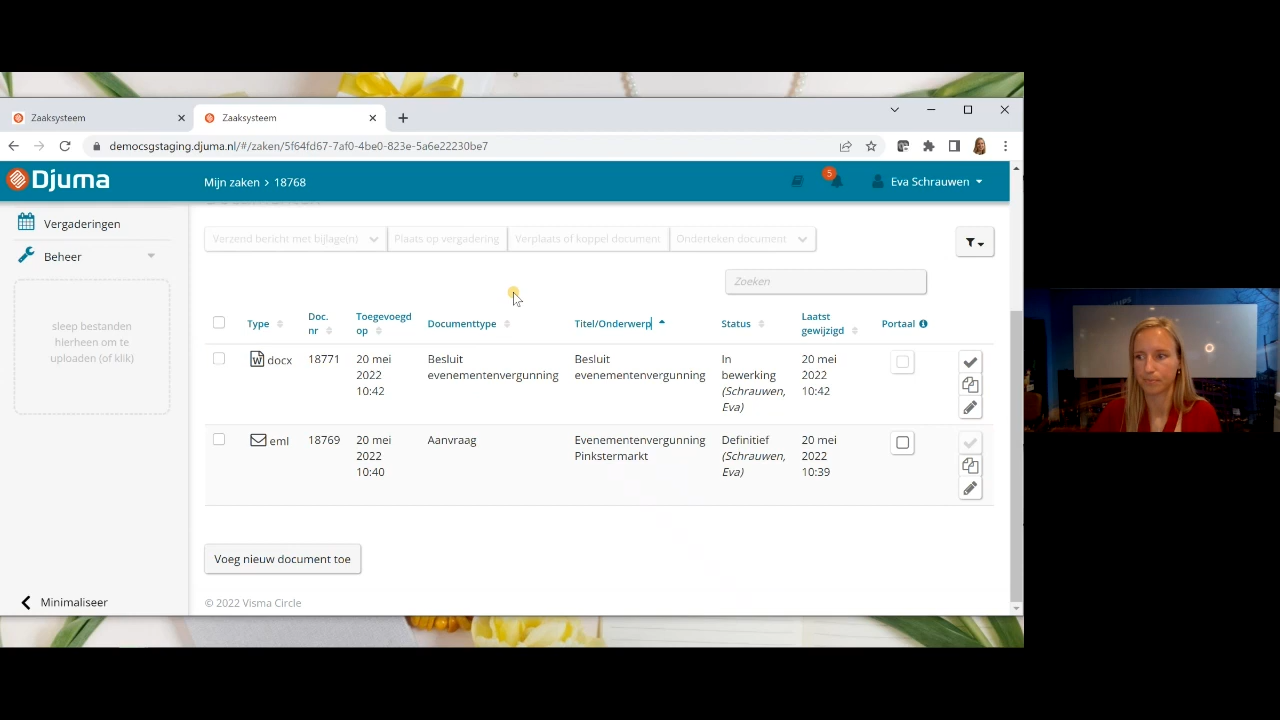 Zaaksysteem
Zaaksysteem
democsgstaging.djuma.nl/#/zaken/5f64fd67-7af0-4be0-823e-5a6e22230be7
Djuma
Mijn zaken > 18768
5
Eva Schrauwen
Vergaderingen
Beheer
sleep bestanden
hierheen om te
uploaden (of klik)
Minimaliseer
Verzend bericht met bijlage(n)
Plaats op vergadering
Verplaats of koppel document
Onderteken document
Zoeken
Type
Doc.
nr
Toegevoegd
op
Documenttype
Titel/Onderwerp
Status
Laatst
gewijzigd
Portaal
docx
18771
20 mei
2022
10:42
Besluit
evenementenvergunning
Besluit
evenementenvergunning
In
bewerking
(Schrauwen,
Eva)
20 mei
2022
10:42
eml
18769
20 mei
2022
10:40
Aanvraag
Evenementenvergunning
Pinkstermarkt
Definitief
(Schrauwen,
Eva)
20 mei
2022
10:39
Voeg nieuw document toe
© 2022 Visma Circle